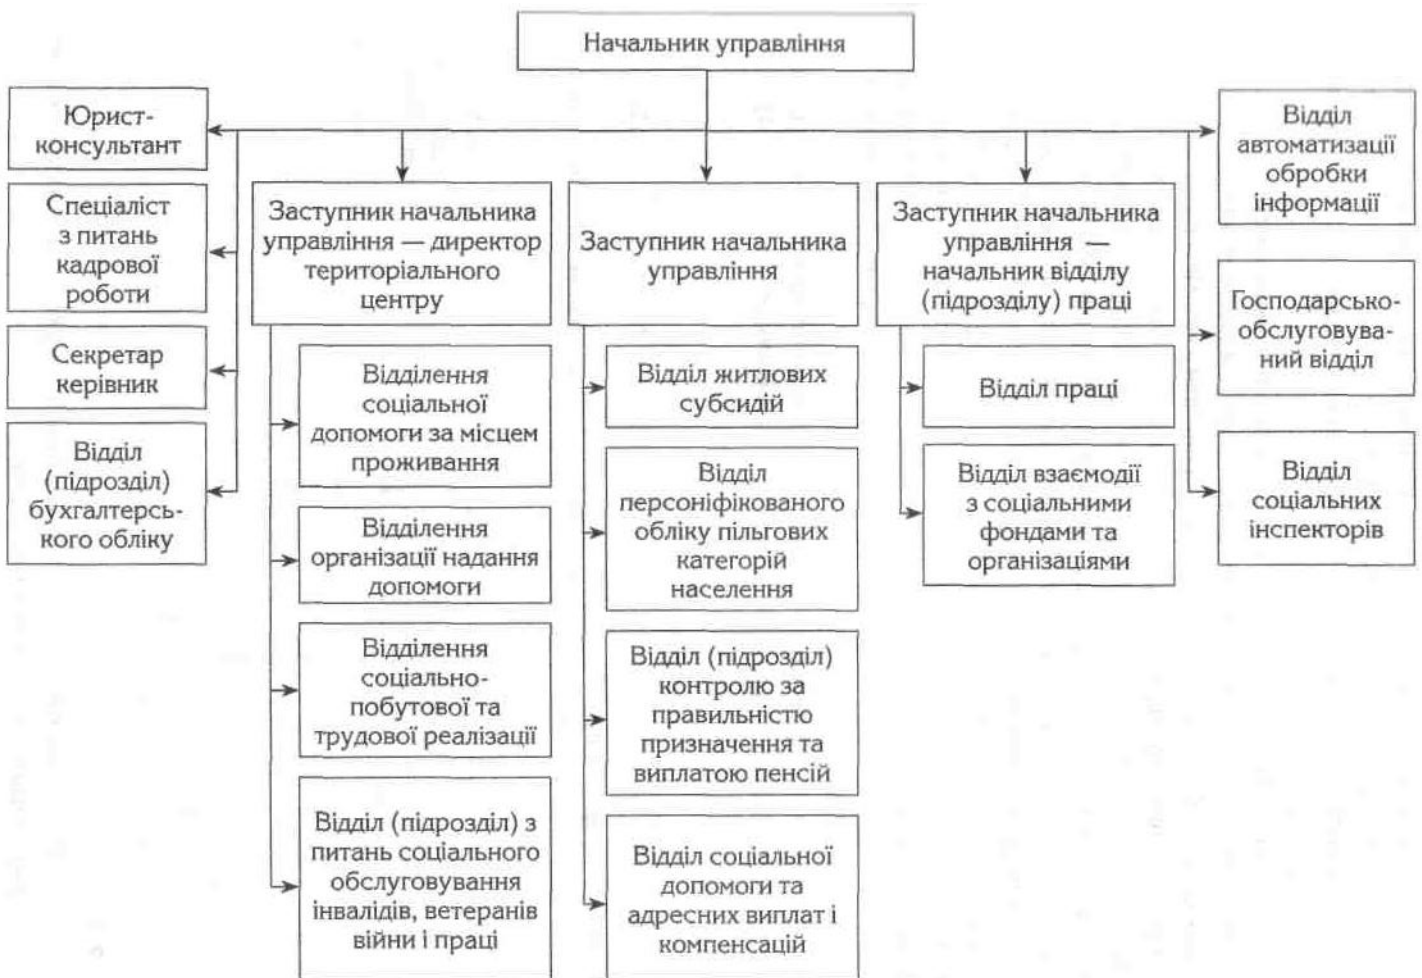 Начальник управління
Юрист-
консультант
Спеціаліст
з питань
кадрової
роботи
Секретар
керівник
Відділ
(підрозділ)
бухгалтерсь-
кого обліку
Заступник начальника
управління — директор
територіального
центру
Відділення
соціальної
допомоги за місцем
проживання
Відділення
організації надання
допомоги
Відділення
соціально-
побутової та
трудової реалізації
Відділ (підрозділ) з
питань соціального
обслуговування
інвалідів, ветеранів
війни і праці
Заступник начальника
управління
Відділ житлових
субсидій
Відділ
персоніфікованого
обліку пільгових
категорій
населення
Відділ (підрозділ)
контролю за
правильністю
призначення та
виплатою пенсій
Відділ соціальної
допомоги та
адресних виплат і
компенсацій
Заступник начальника
управління —
начальник відділу
(підрозділу) праці
Відділ праці
Відділ взаємодії
з соціальними
фондами та
організаціями
Відділ
автоматизації
обробки
інформації
Господарсько-
обслуговува-
ний відділ
Відділ
соціальних
інспекторів